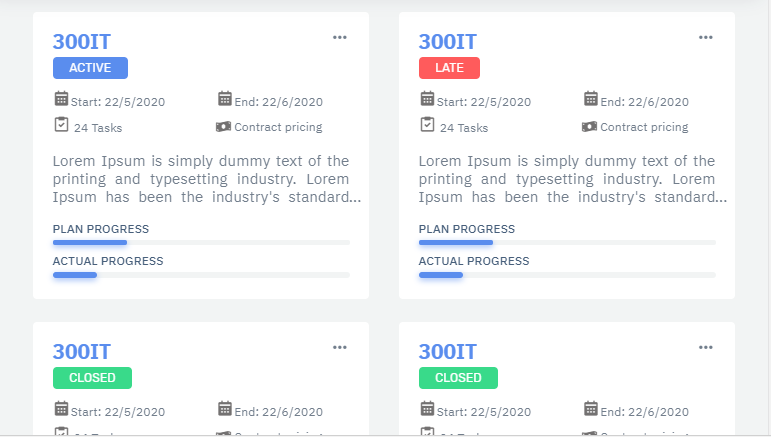 300IT
ACTIVE
Start: 22/5/2020 End: 22/6/2020
24 Tasks Contract pricing
Lorem Ipsum is simply dummy text of the
printing and typesetting industry. Lorem
Ipsum has been the industry's standard...
PLAN PROGRESS
ACTUAL PROGRESS
300IT
LATE
Start: 22/5/2020 End: 22/6/2020
24 Tasks Contract pricing
Lorem Ipsum is simply dummy text of the
printing and typesetting industry. Lorem
Ipsum has been the industry's standard...
PLAN PROGRESS
ACTUAL PROGRESS
300IT
CLOSED
Start: 22/5/2020 End: 22/6/2020
300IT
CLOSED
Start: 22/5/2020 End: 22/6/2020